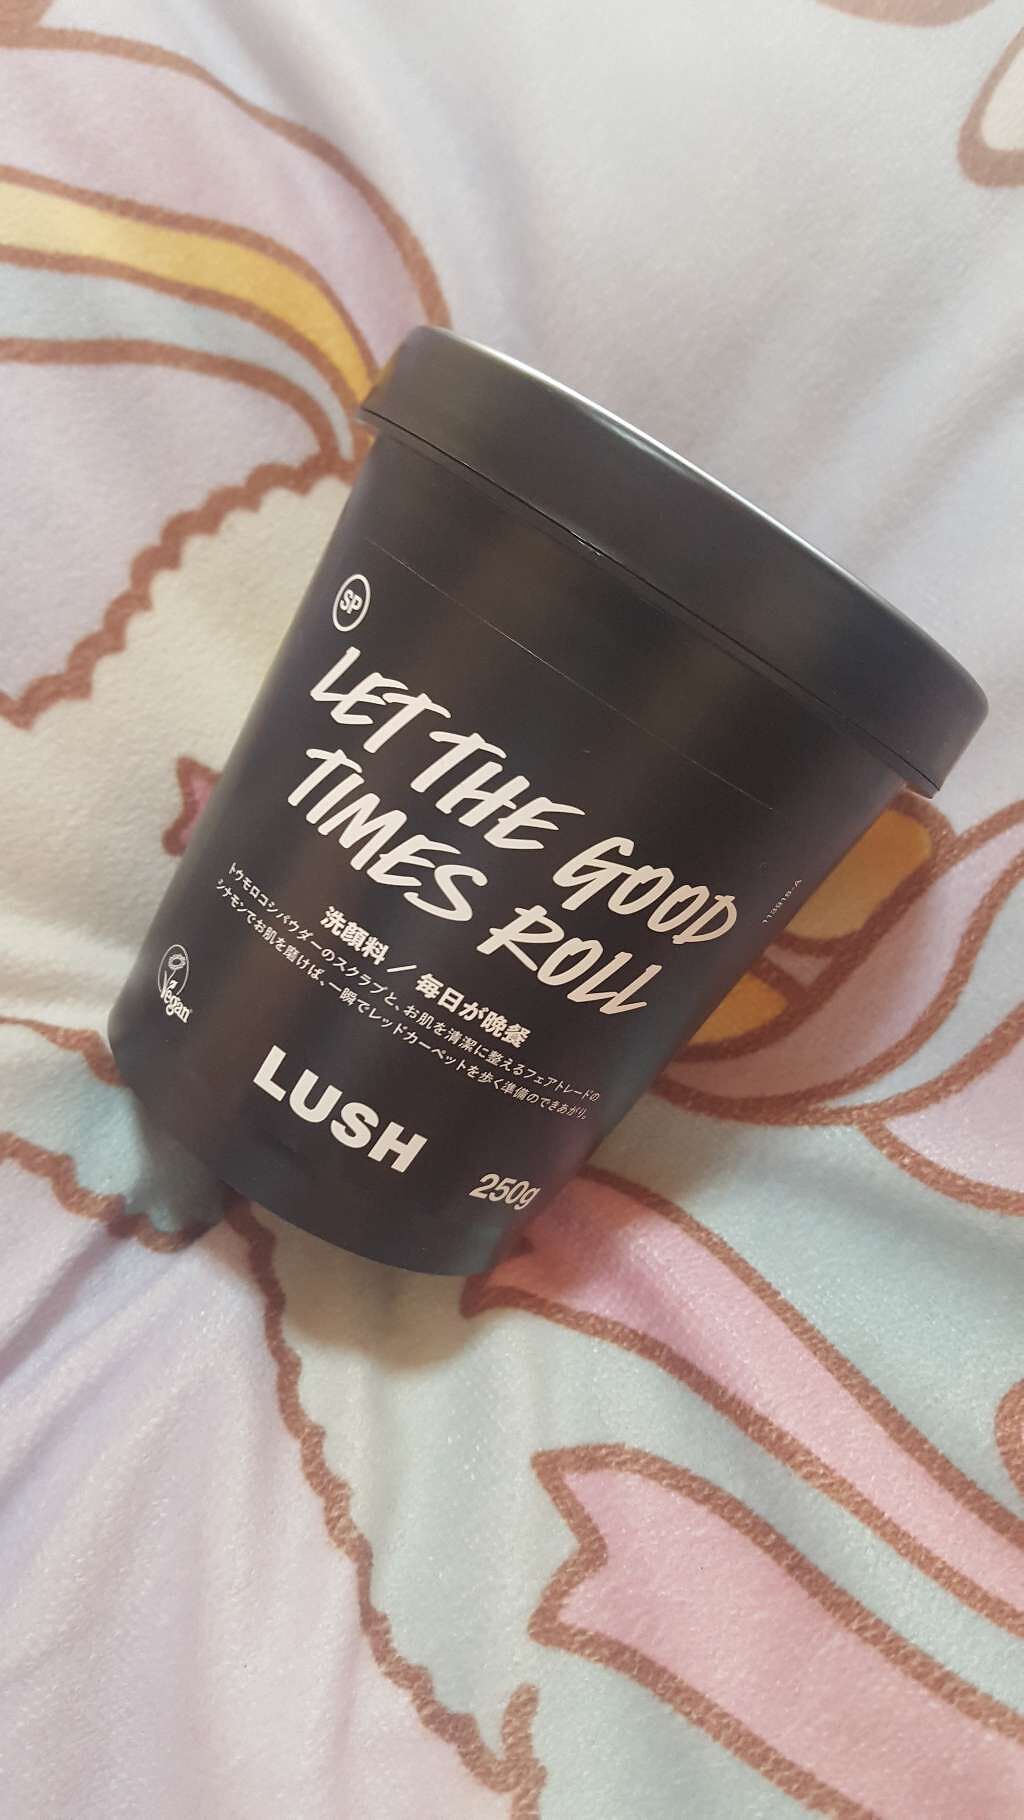 SP
LET THE GOOD
TIMES ROLL
洗顔料 / 毎日が晩餐
トウモロコシパウダーのスクラブと、お肌を清潔に整えるフェアトレードの
シナモンでお肌を磨けば、一瞬でレッドカーペットを歩く準備のできあがり。
Vegan
LUSH
250g